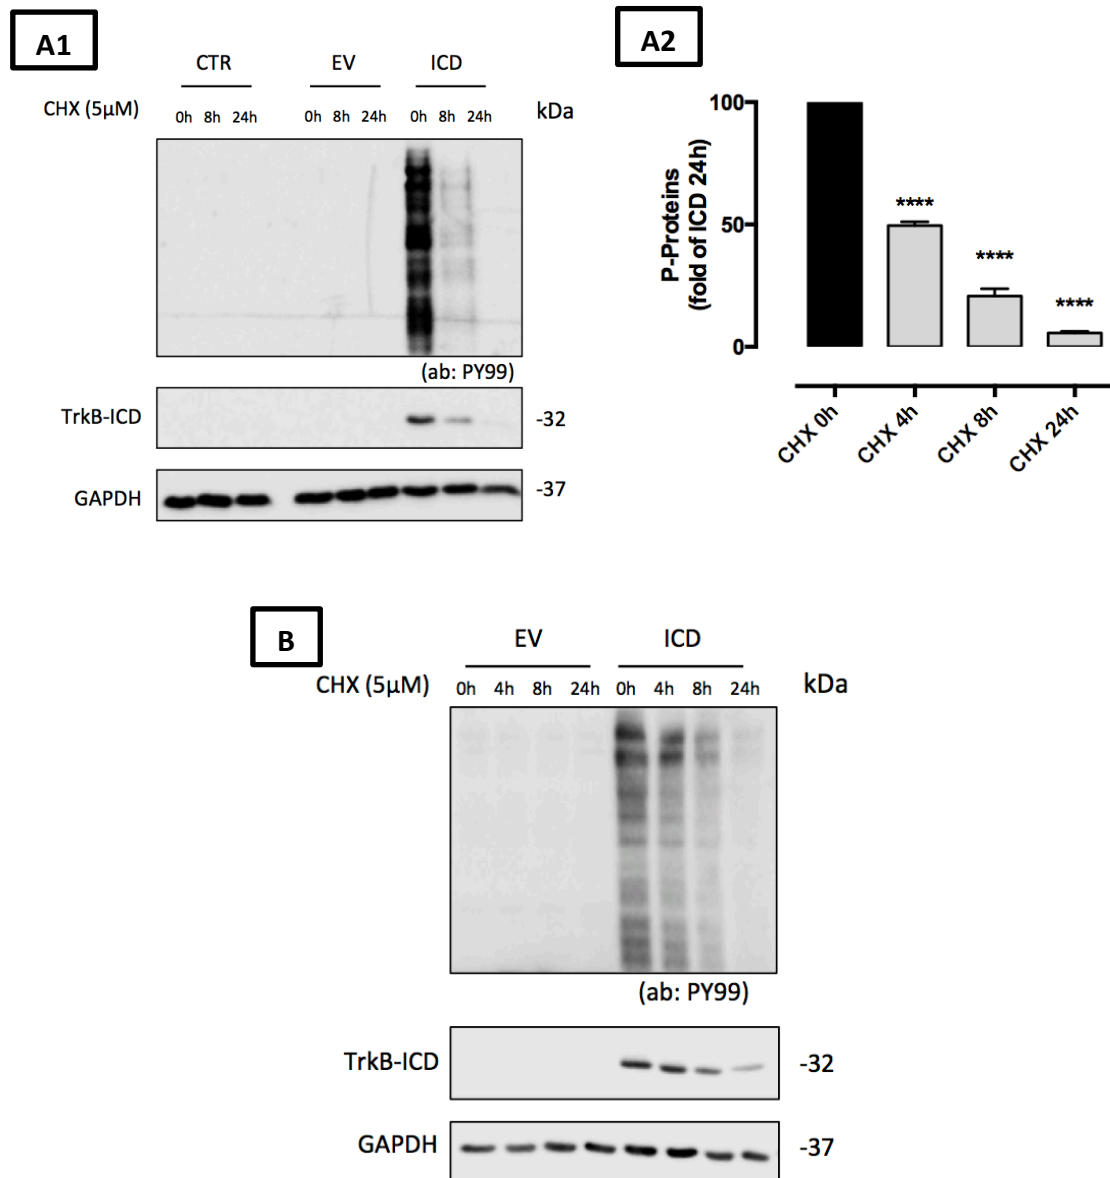 A1
CTR EV ICD
CHX (5µM) 0h 8h 24h 0h 8h 24h 0h 8h 24h kDa
(ab: PY99)
TrkB-ICD -32
GAPDH -37
A2
P-Proteins
(fold of ICD 24h)
100
50
0
**** **** ****
CHX 0h CHX 4h CHX 8h CHX 24h
B
EV ICD
CHX (5µM) 0h 4h 8h 24h 0h 4h 8h 24h kDa
(ab: PY99)
TrkB-ICD -32
GAPDH -37